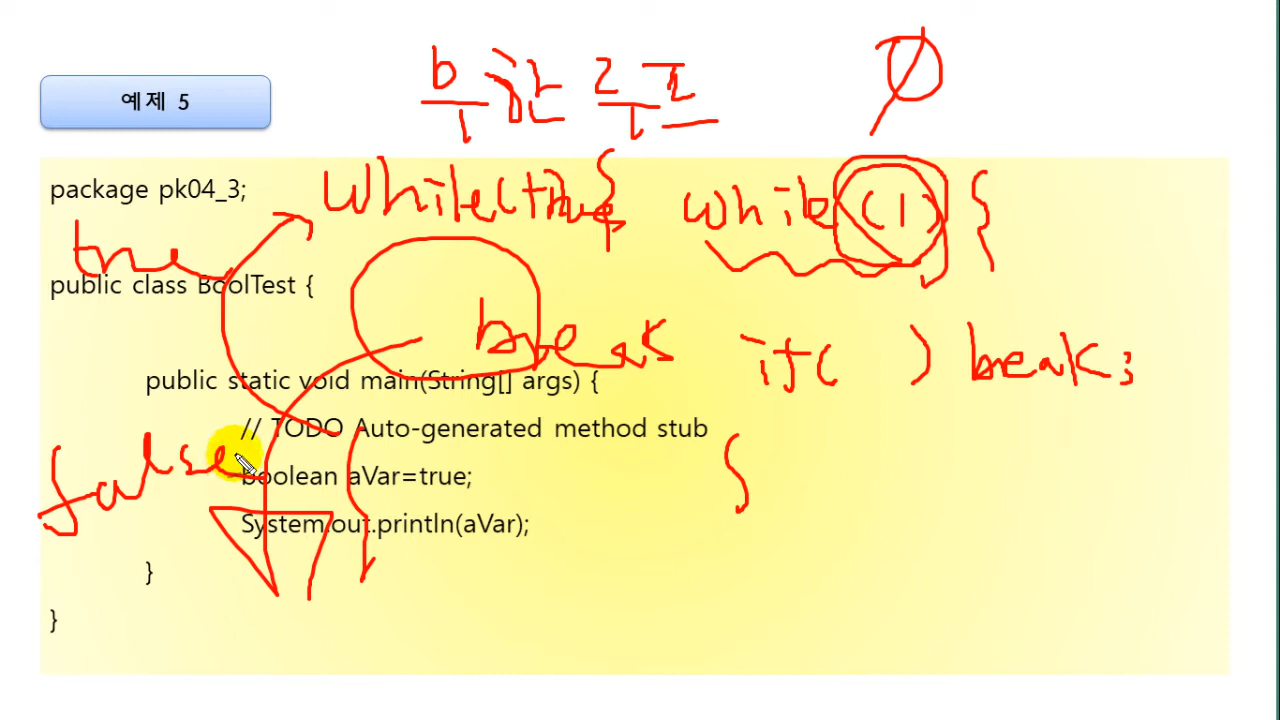 무한 루프
예제 5
package pk04_3;
while(true{ while(1){
true
public class BoolTest {
break if( ) break;
public static void main(String[] args) {
// TODO Auto-generated method stub
false
boolean aVar=true;
}
System.out.println(aVar);
}
}